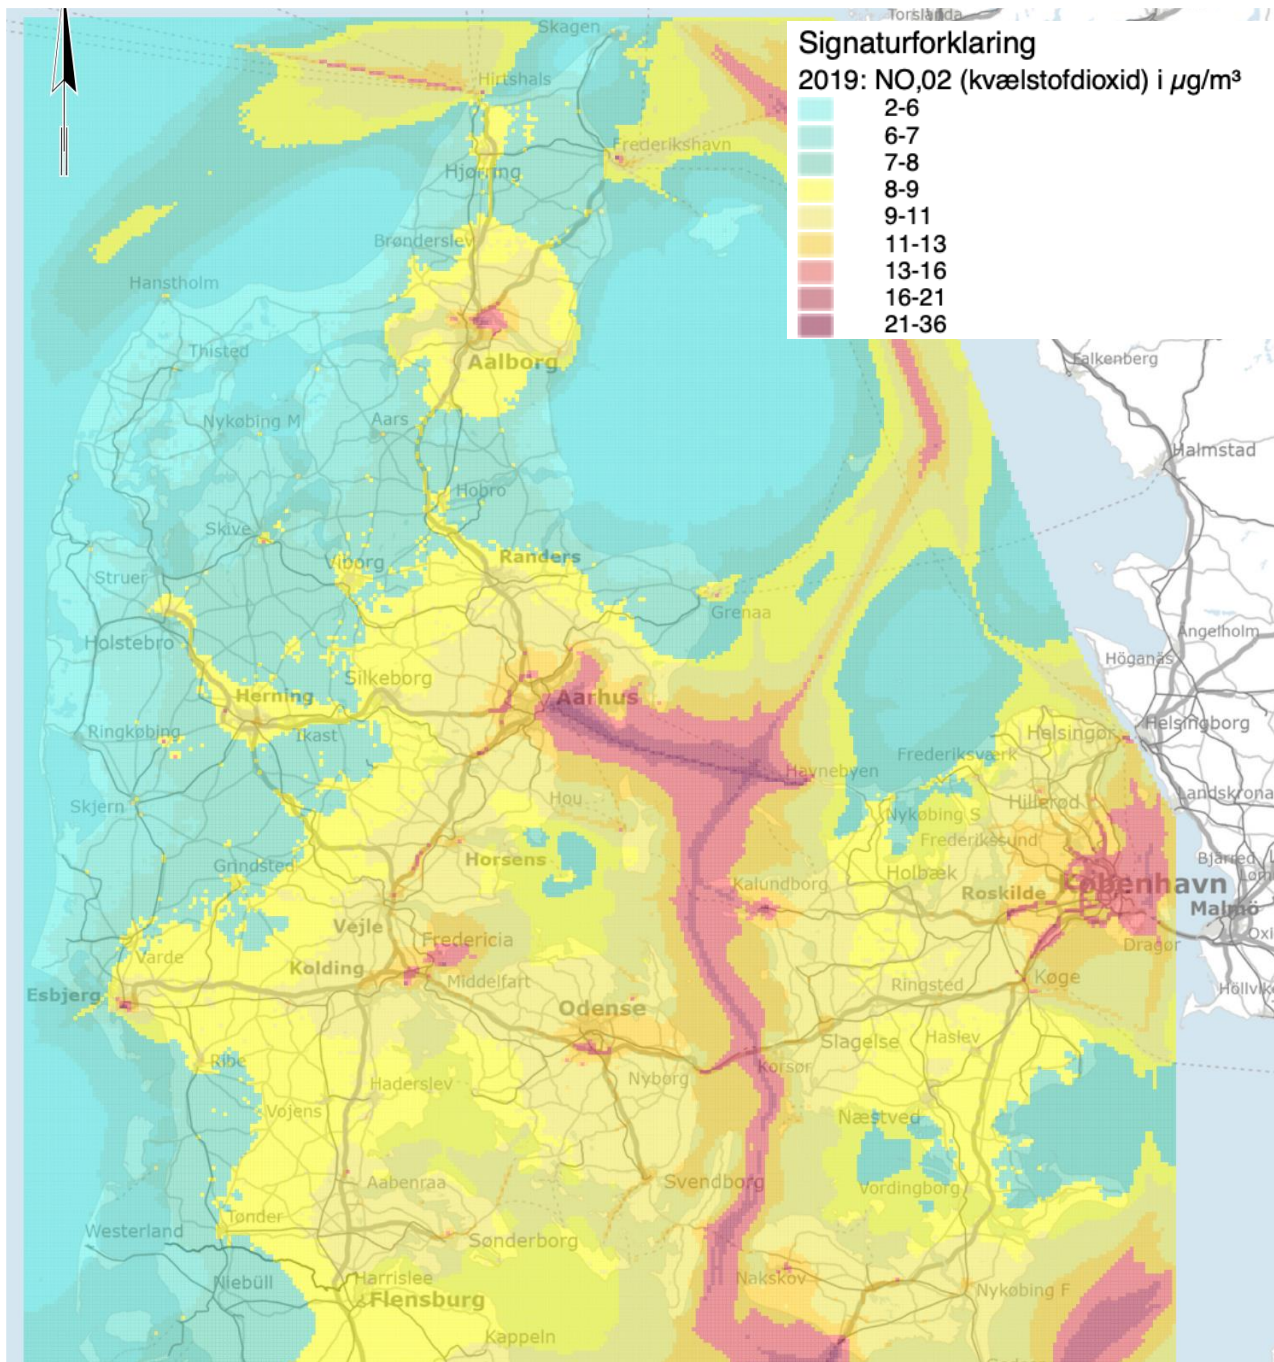 Torslanda
Skagen
Signaturforklaring
2019: NO,02 (kvælstofdioxid) i µg/m³
2-6
6-7
7-8
8-9
9-11
11-13
13-16
16-21
21-36
Hirtshals
Frederikshavn
Hjørring
Brønderslev
Hanstholm
Thisted
Aalborg
Falkenberg
Nykøbing M
Aars
Halmstad
Hobro
Skive
Viborg
Randers
Struer
Grenaa
Holstebro
Ängelholm
Höganäs
Silkeborg
Herning
Aarhus
Helsingborg
Ringkøbing
Ikast
Helsingør
Frederiksværk
Havnebyen
Skjern
Hou
Hillerød
Landskrona
Nykøbing S
Frederikssund
Horsens
Grindsted
Bjärred
Holbæk
Kalundborg
København
Roskilde
Malmö
Vejle
Fredericia
Oxi
Dragør
Varde
Kolding
Middelfart
Køge
Ringsted
Esbjerg
Odense
Höllvik
Slagelse
Haslev
Ribe
Korsør
Nyborg
Haderslev
Vojens
Næstved
Aabenraa
Svendborg
Vordingborg
Tønder
Westerland
Sønderborg
Niebüll
Harrislee
Nakskov
Nykøbing F
Flensburg
Kappeln